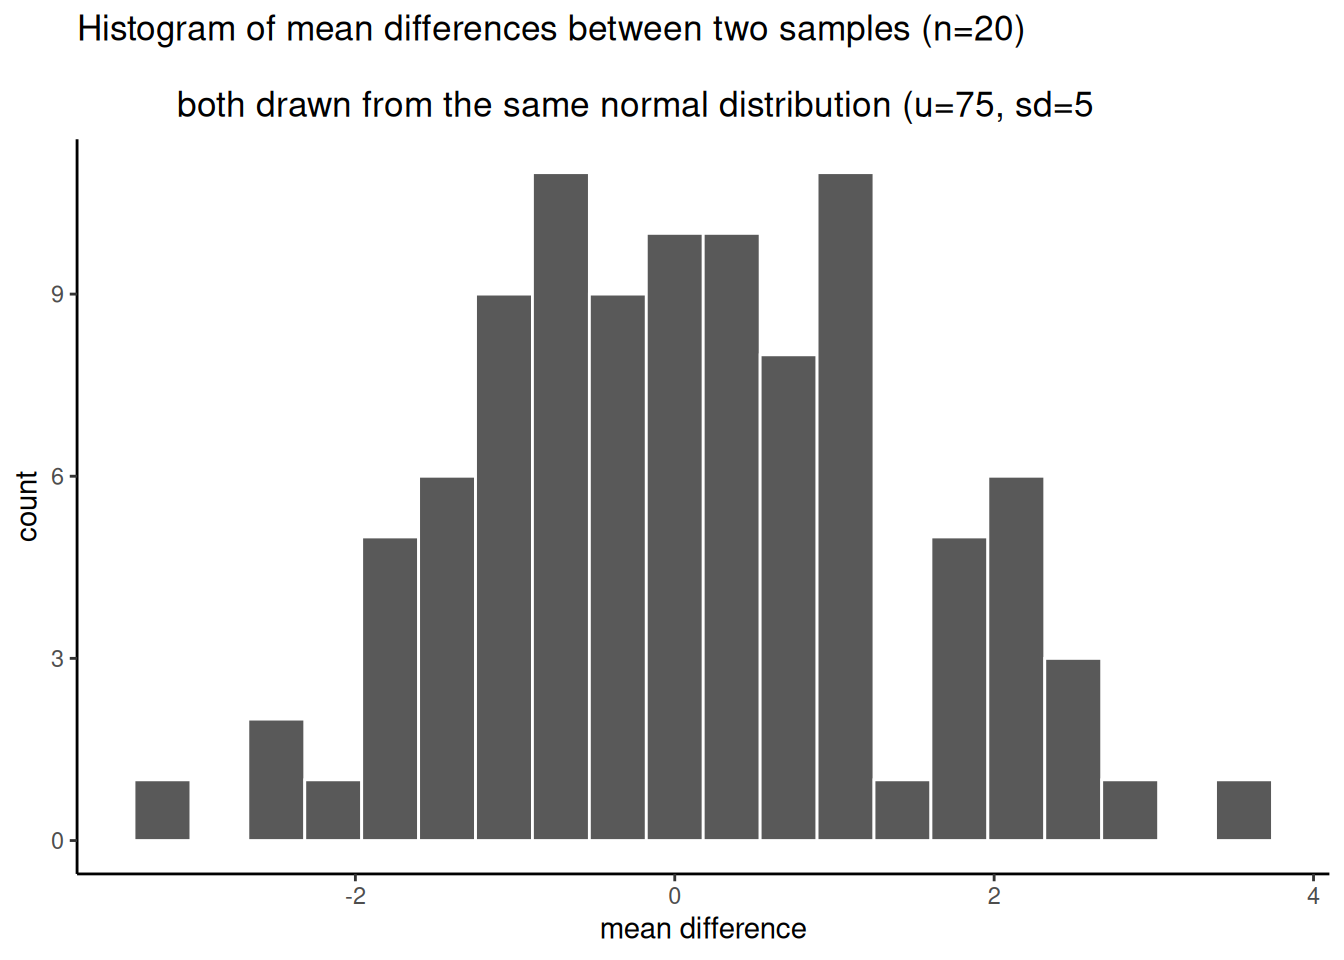 Histogram of mean differences between two samples (n=20)
both drawn from the same normal distribution (u=75, sd=5
count
9
6
3
0
-2
0
2
4
mean difference